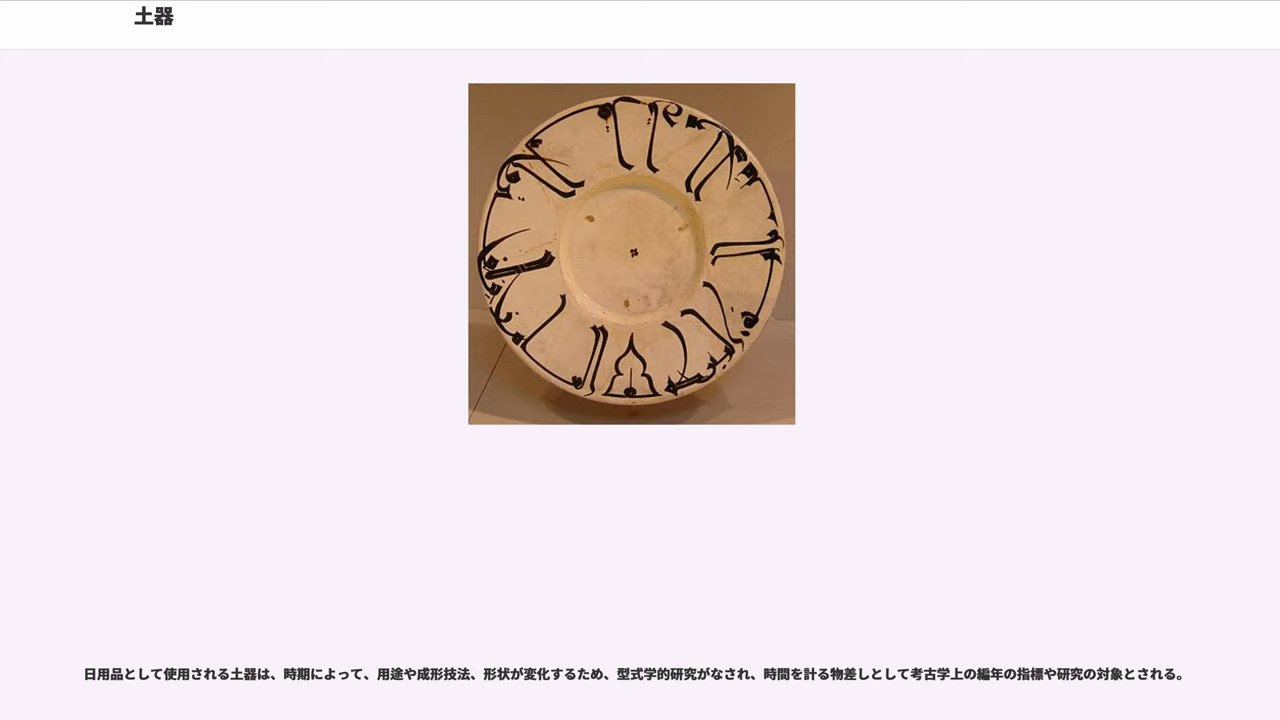 土器
日用品として使用される土器は、時期によって、用途や成形技法、形状が変化するため、型式学的研究がなされ、時間を計る物差しとして考古学上の編年の指標や研究の対象とされる。